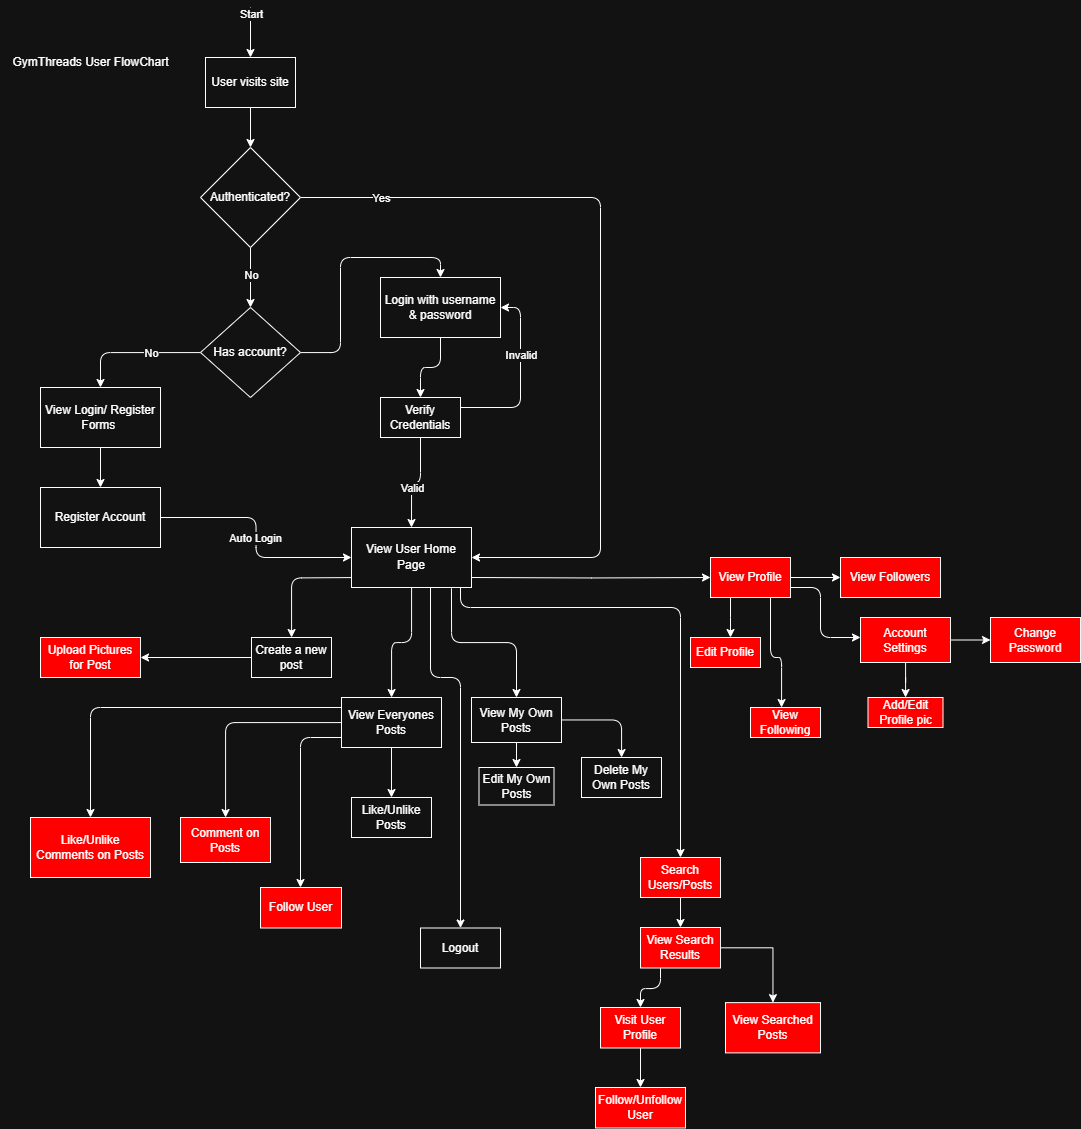 Start
GymThreads User FlowChart
User visits site
Authenticated?
Yes
No
Has account?
Login with username
& password
Invalid
No
View Login/ Register
Forms
Verify
Credentials
Valid
Register Account
Auto Login
View User Home
Page
View Profile
View Followers
Account
Settings
Change
Password
Edit Profile
View
Following
Add/Edit
Profile pic
Upload Pictures
for Post
Create a new
post
View Everyones
Posts
View My Own
Posts
Edit My Own
Posts
Delete My
Own Posts
Like/Unlike
Posts
Like/Unlike
Comments on Posts
Comment on
Posts
Follow User
Logout
Search
Users/Posts
View Search
Results
Visit User
Profile
View Searched
Posts
Follow/Unfollow
User